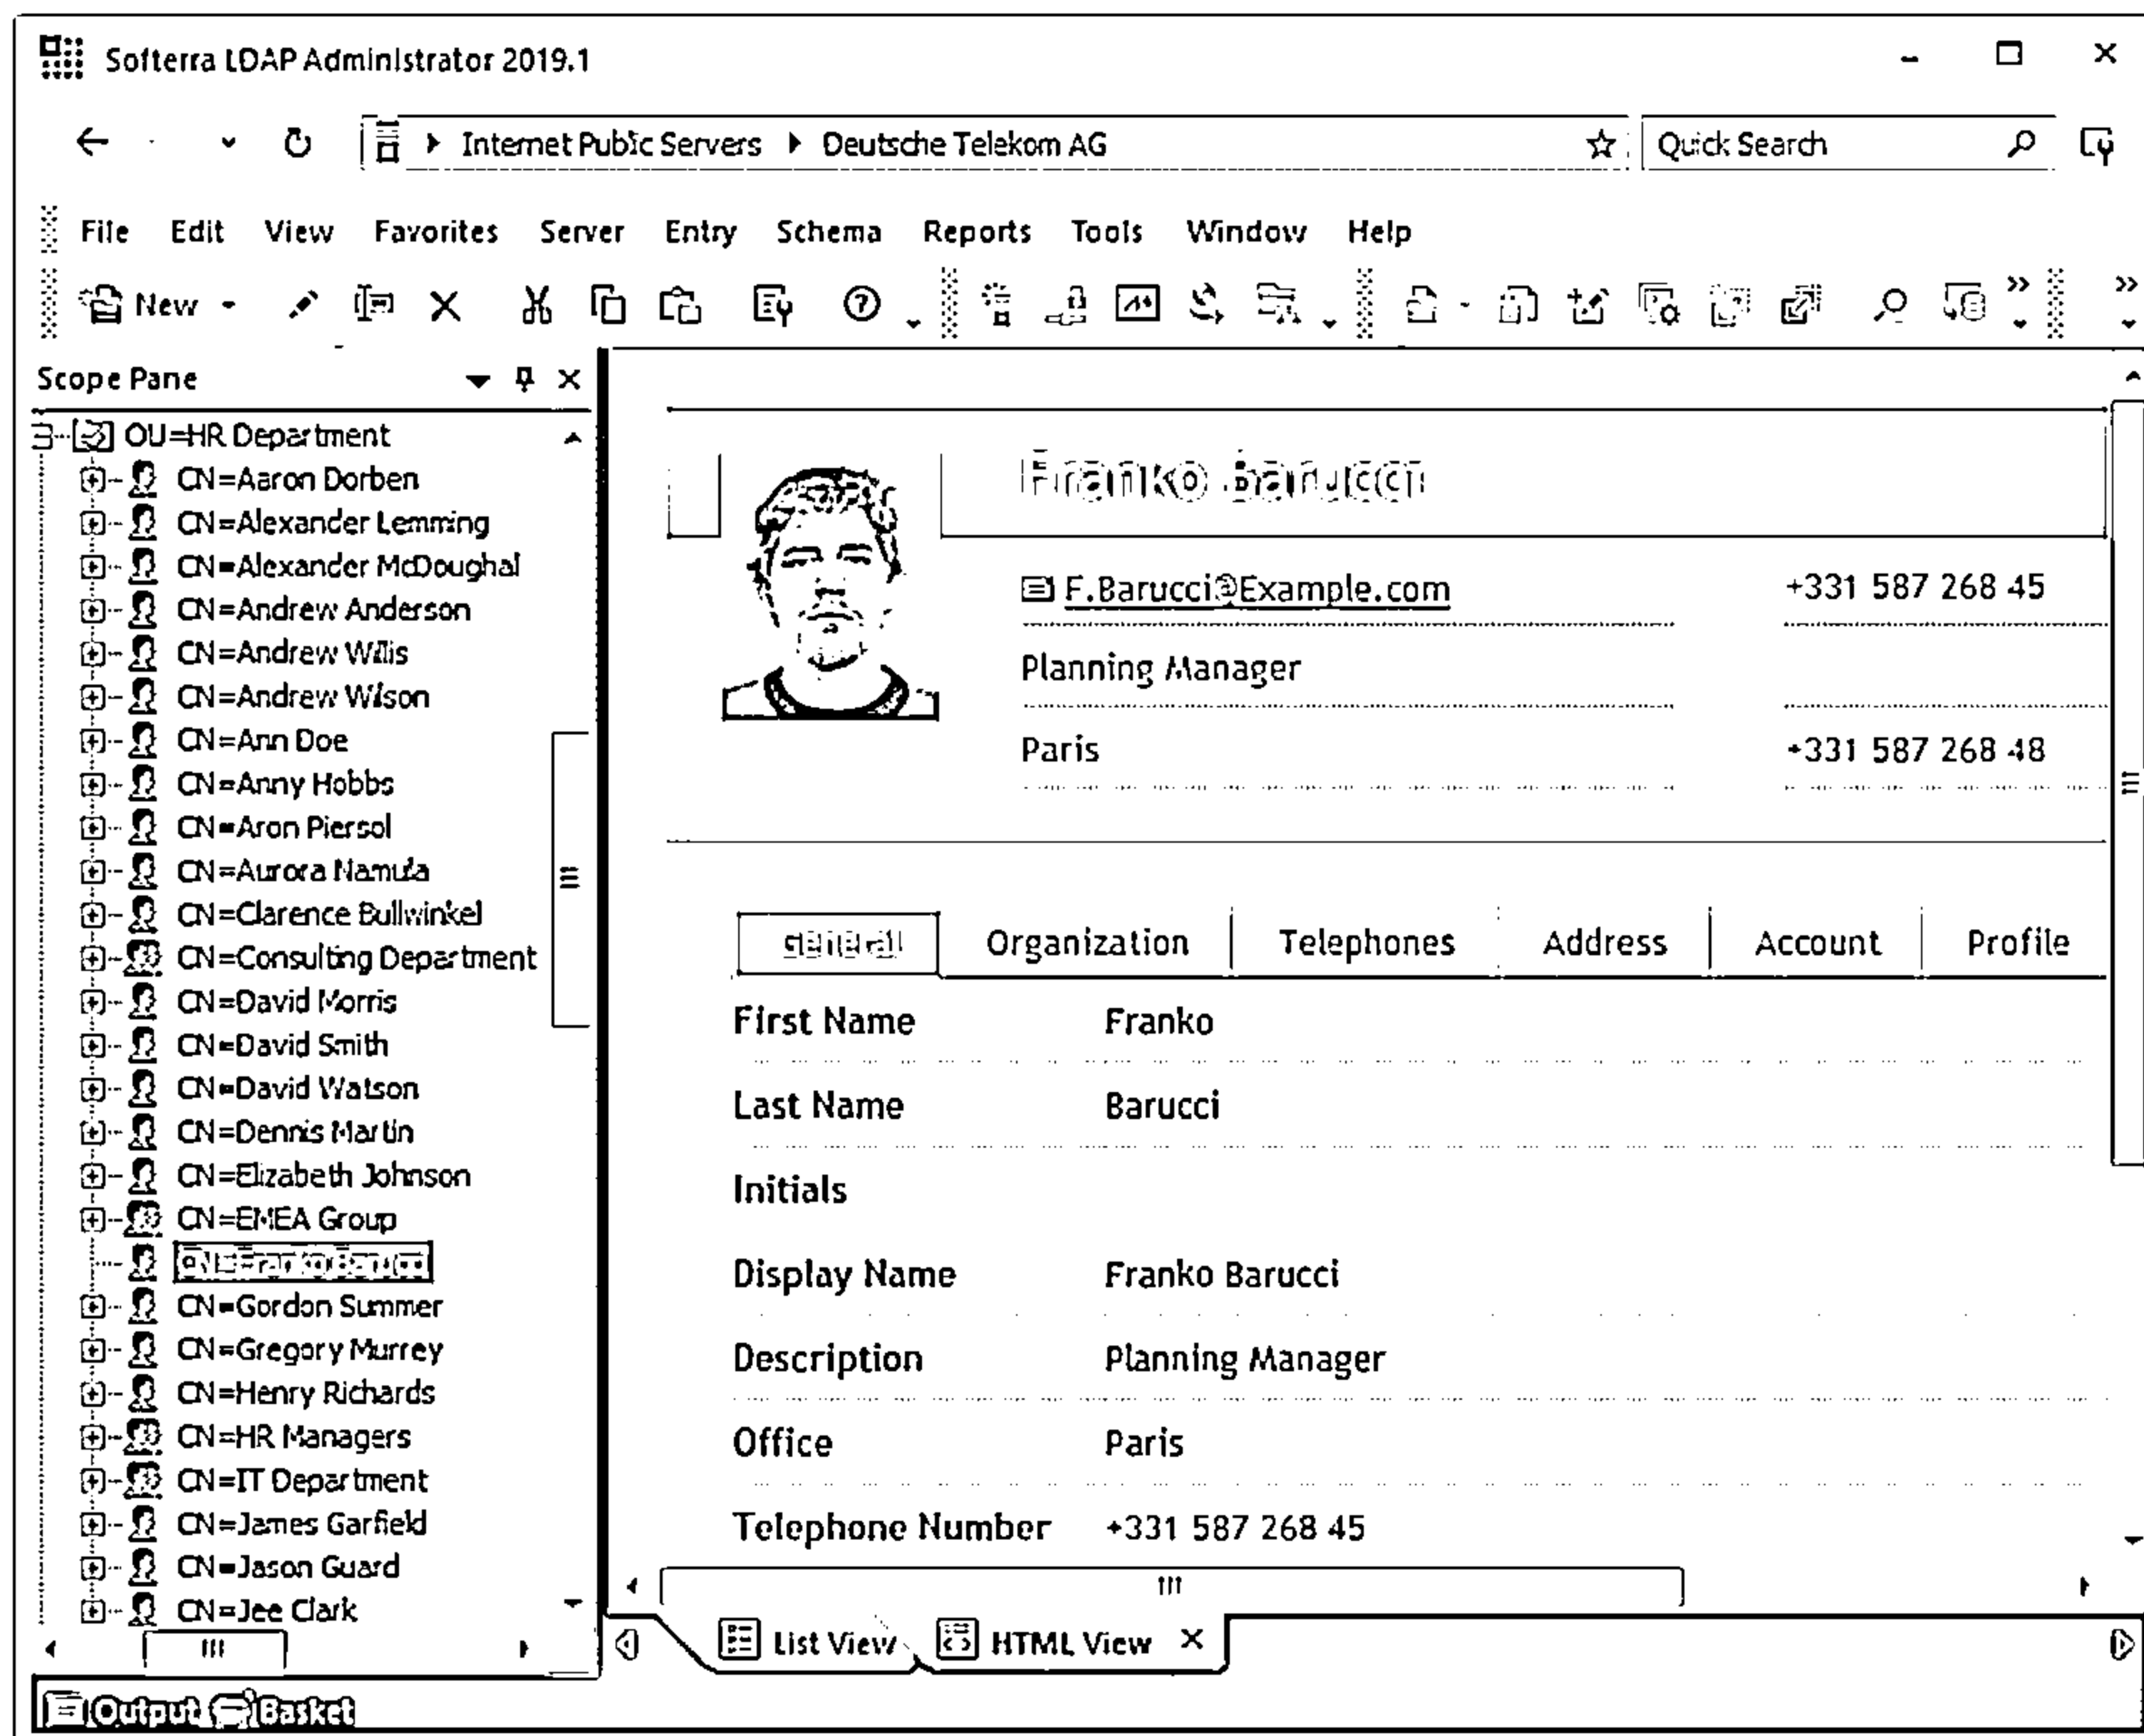 Softerra LDAP Administrator 2019.1
Internet Public Servers Deutsche Telekom AG Quick Search
File Edit View Favorites Server Entry Schema Reports Tools Window Help
New
Scope Pane
OU=HR Department
CN=Aaron Dorben
CN=Alexander Lemming
CN=Alexander McDoughal
CN=Andrew Anderson
CN=Andrew Willis
CN=Andrew Wilson
CN=Ann Doe
CN=Anny Hobbs
CN=Aron Piersol
CN=Aurora Namula
CN=Clarence Bullwinkel
CN=Consulting Department
CN=David Morris
CN=David Smith
CN=David Watson
CN=Dennis Martin
CN=Elizabeth Johnson
CN=EMEA Group
CN=Franko Barucci
CN=Gordon Summer
CN=Gregory Murrey
CN=Henry Richards
CN=HR Managers
CN=IT Department
CN=James Garfield
CN=Jason Guard
CN=Jee Clark
Franko Barucci
F.Barucci@Example.com +331 587 268 45
Planning Manager
Paris +331 587 268 48
General Organization Telephones Address Account Profile
First Name Franko
Last Name Barucci
Initials
Display Name Franko Barucci
Description Planning Manager
Office Paris
Telephone Number +331 587 268 45
List View HTML View
Output Basket